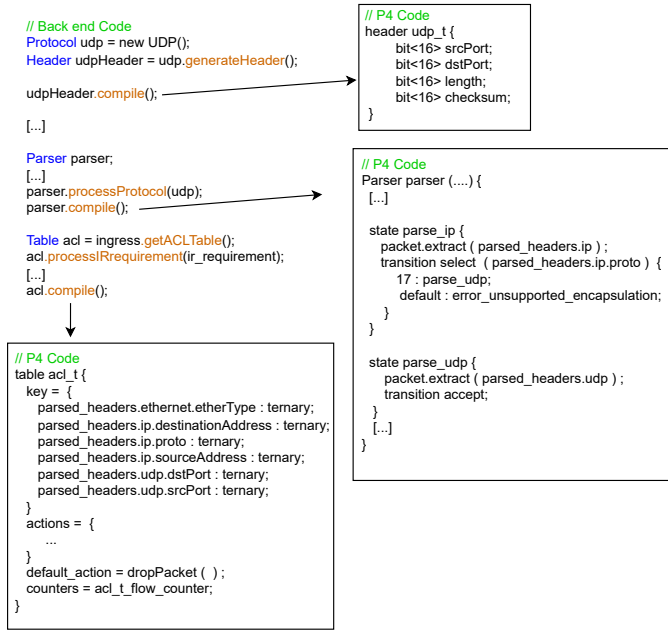 // Back end Code
Protocol udp = new UDP();
Header udpHeader = udp.generateHeader();
udpHeader.compile();
[...]
Parser parser;
[...]
parser.processProtocol(udp);
parser.compile();
Table acl = ingress.getACLTable();
acl.processIRrequirement(ir_requirement);
[...]
acl.compile();
// P4 Code
header udp_t {
bit<16> srcPort;
bit<16> dstPort;
bit<16> length;
bit<16> checksum;
}
// P4 Code
Parser parser (....) {
[...]
state parse_ip {
packet.extract ( parsed_headers.ip ) ;
transition select ( parsed_headers.ip.proto ) {
17 : parse_udp;
default : error_unsupported_encapsulation;
}
}
state parse_udp {
packet.extract ( parsed_headers.udp ) ;
transition accept;
}
[...]
}
// P4 Code
table acl_t {
key = {
parsed_headers.ethernet.etherType : ternary;
parsed_headers.ip.destinationAddress : ternary;
parsed_headers.ip.proto : ternary;
parsed_headers.ip.sourceAddress : ternary;
parsed_headers.udp.dstPort : ternary;
parsed_headers.udp.srcPort : ternary;
}
actions = {
...
}
default_action = dropPacket ( ) ;
counters = acl_t_flow_counter;
}